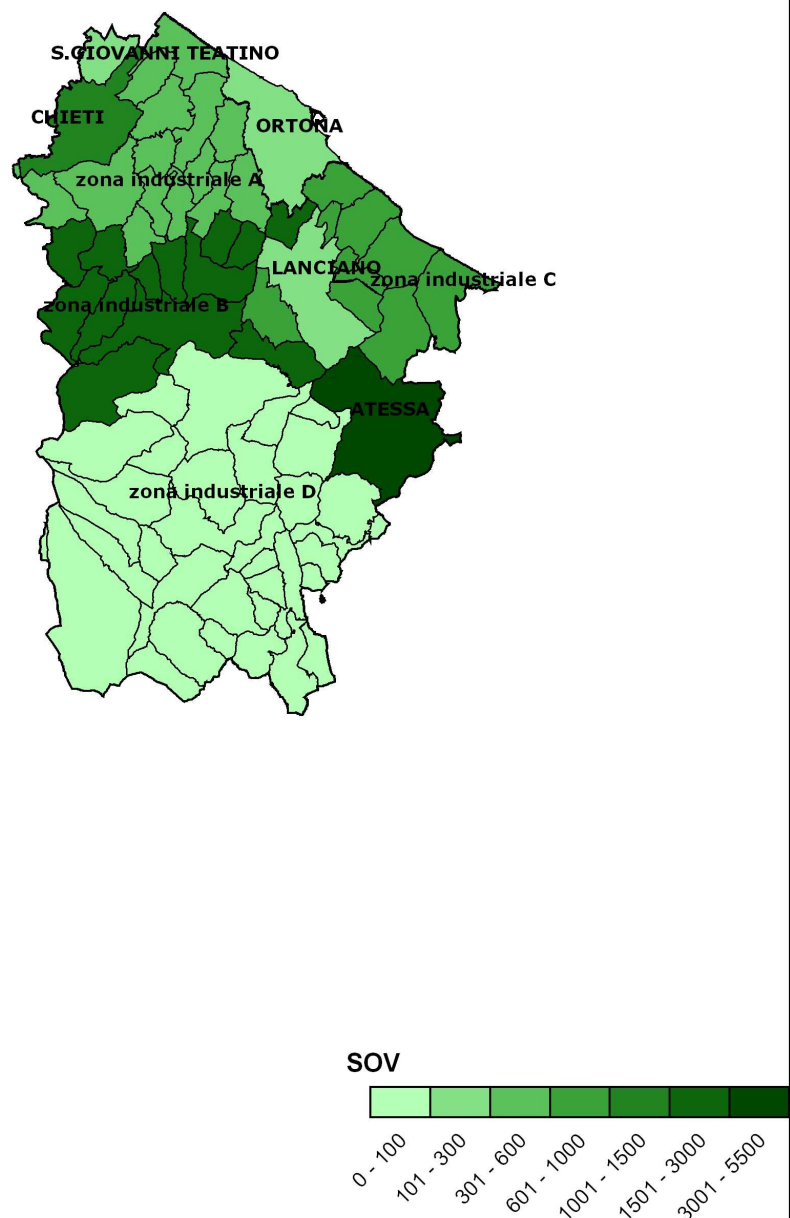 S.GIOVANNI TEATINO
CHIETI
ORTONA
zona industriale A
LANCIANO
zona industriale C
zona industriale B
ATESSA
zona industriale D
SOV
0 - 100
101 - 300
301 - 600
601 - 1000
1001 - 1500
1501 - 3000
3001 - 5500